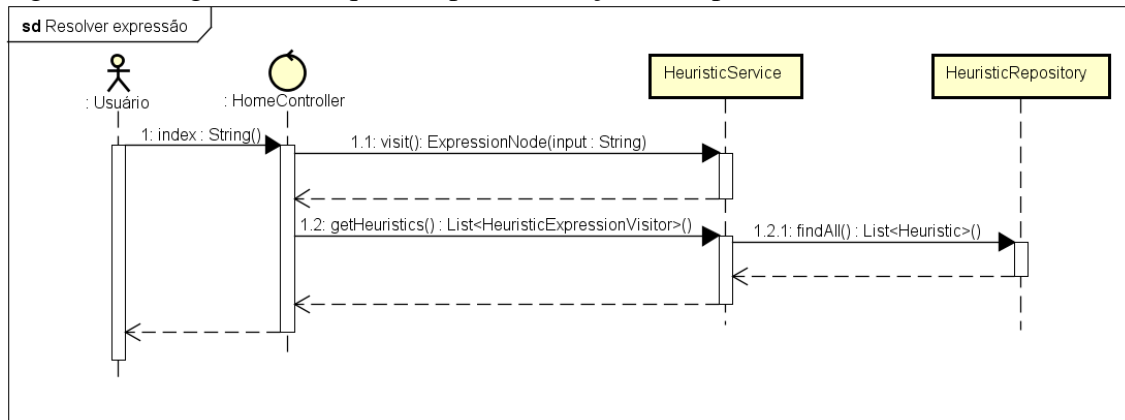 sd Resolver expressão
HeuristicService
HeuristicRepository
: Usuário
: HomeController
1: index : String()
1.1: visit(): ExpressionNode(input : String)
1.2: getHeuristics() : List<HeuristicExpressionVisitor>()
1.2.1: findAll() : List<Heuristic>()